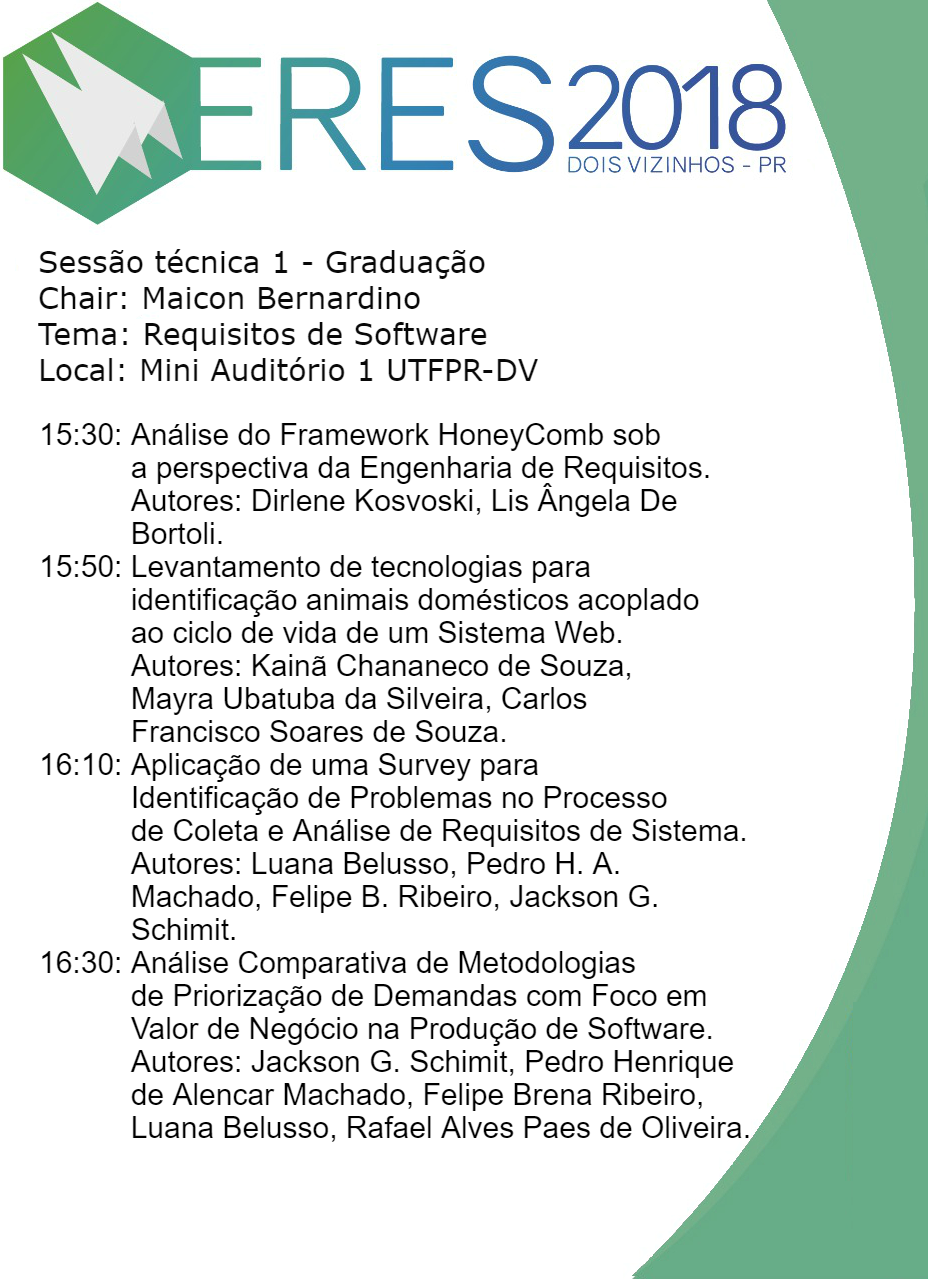 ERES 2018
DOIS VIZINHOS - PR
Sessão técnica 1 - Graduação
Chair: Maicon Bernardino
Tema: Requisitos de Software
Local: Mini Auditório 1 UTFPR-DV
15:30: Análise do Framework HoneyComb sob
a perspectiva da Engenharia de Requisitos.
Autores: Dirlene Kosvoski, Lis Ângela De
Bortoli.
15:50: Levantamento de tecnologias para
identificação animais domésticos acoplado
ao ciclo de vida de um Sistema Web.
Autores: Kainã Chananeco de Souza,
Mayra Ubatuba da Silveira, Carlos
Francisco Soares de Souza.
16:10: Aplicação de uma Survey para
Identificação de Problemas no Processo
de Coleta e Análise de Requisitos de Sistema.
Autores: Luana Belusso, Pedro H. A.
Machado, Felipe B. Ribeiro, Jackson G.
Schimit.
16:30: Análise Comparativa de Metodologias
de Priorização de Demandas com Foco em
Valor de Negócio na Produção de Software.
Autores: Jackson G. Schimit, Pedro Henrique
de Alencar Machado, Felipe Brena Ribeiro,
Luana Belusso, Rafael Alves Paes de Oliveira.